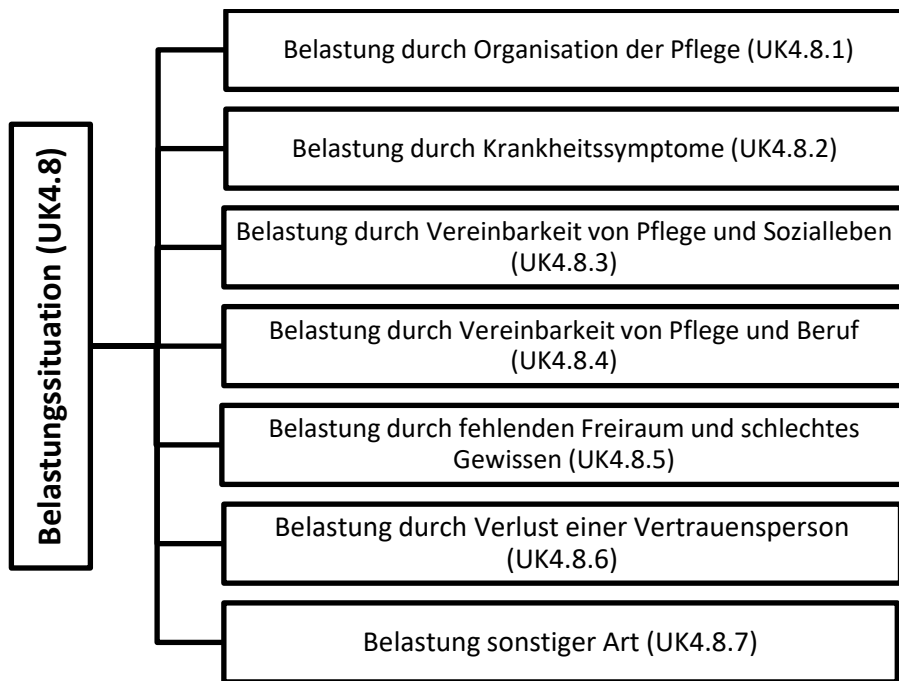 Belastungssituation (UK4.8)
Belastung durch Organisation der Pflege (UK4.8.1)
Belastung durch Krankheitssymptome (UK4.8.2)
Belastung durch Vereinbarkeit von Pflege und Sozialleben
(UK4.8.3)
Belastung durch Vereinbarkeit von Pflege und Beruf
(UK4.8.4)
Belastung durch fehlenden Freiraum und schlechtes
Gewissen (UK4.8.5)
Belastung durch Verlust einer Vertrauensperson
(UK4.8.6)
Belastung sonstiger Art (UK4.8.7)